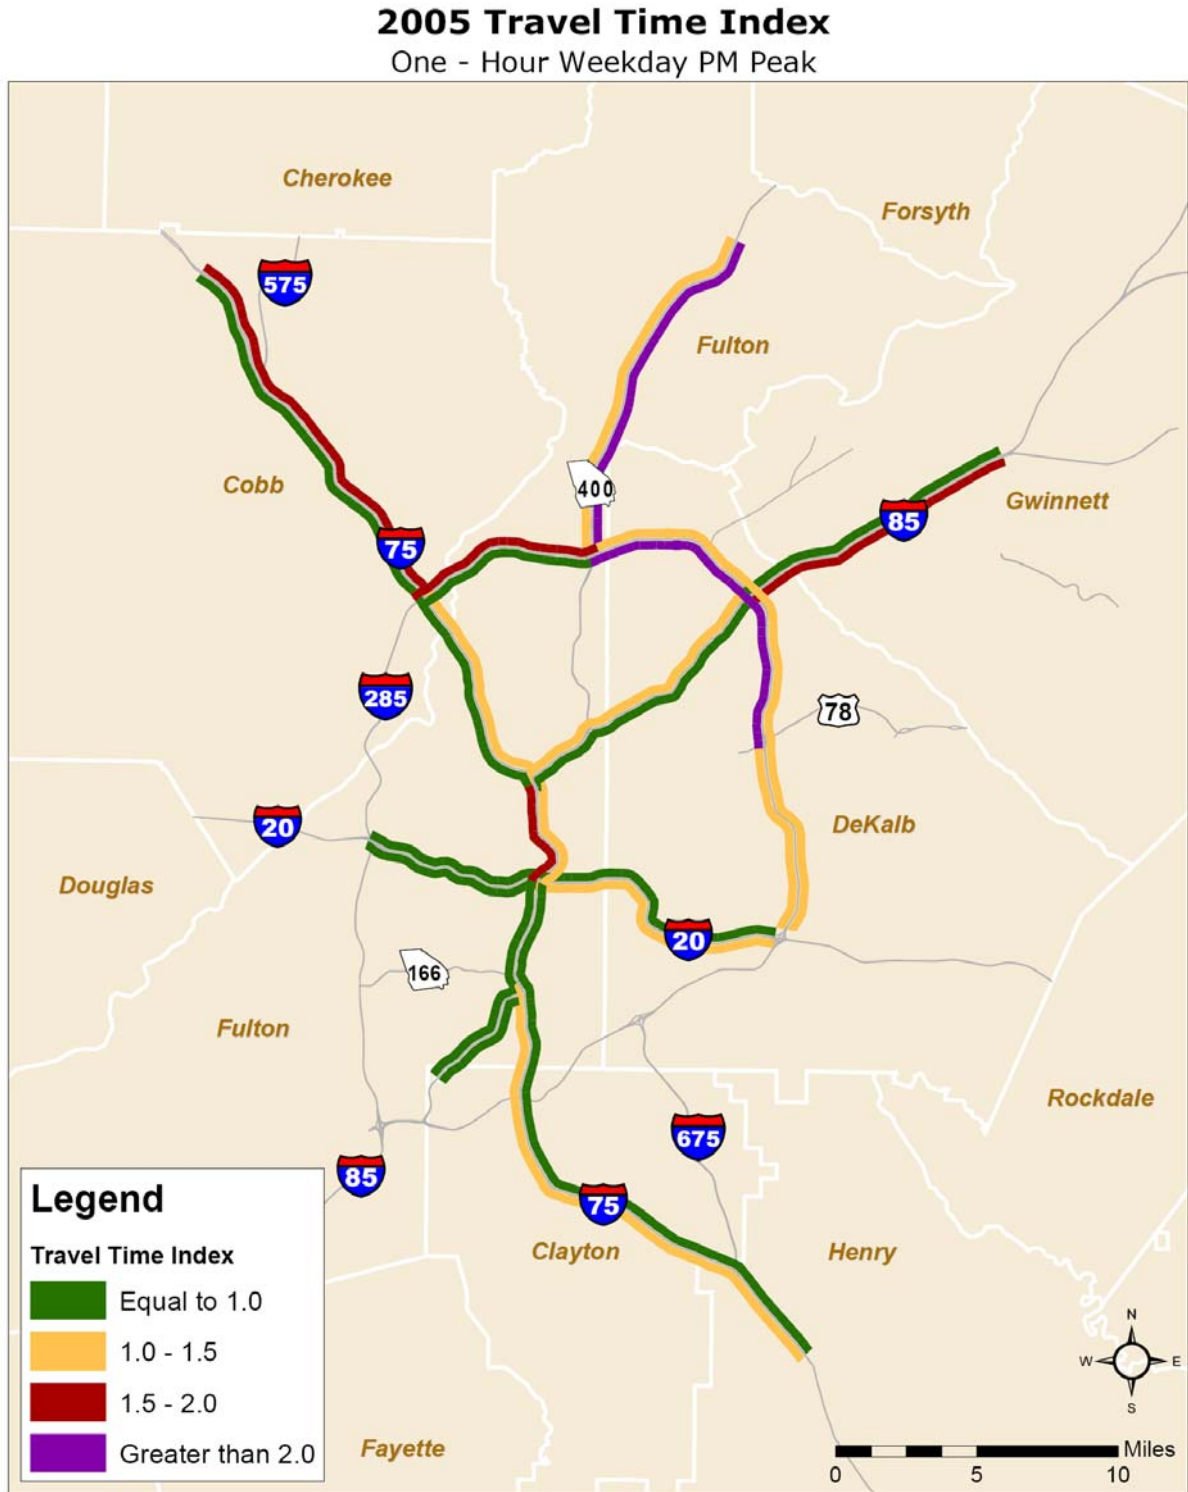 2005 Travel Time Index
One - Hour Weekday PM Peak
Cherokee
Forsyth
575
Fulton
Cobb
400
Gwinnett
85
75
285
78
20
DeKalb
Douglas
20
166
Fulton
Rockdale
675
85
75
Clayton
Henry
Legend
Travel Time Index
Equal to 1.0
1.0 - 1.5
1.5 - 2.0
Greater than 2.0
Fayette
N
W E
S
Miles
0 5 10